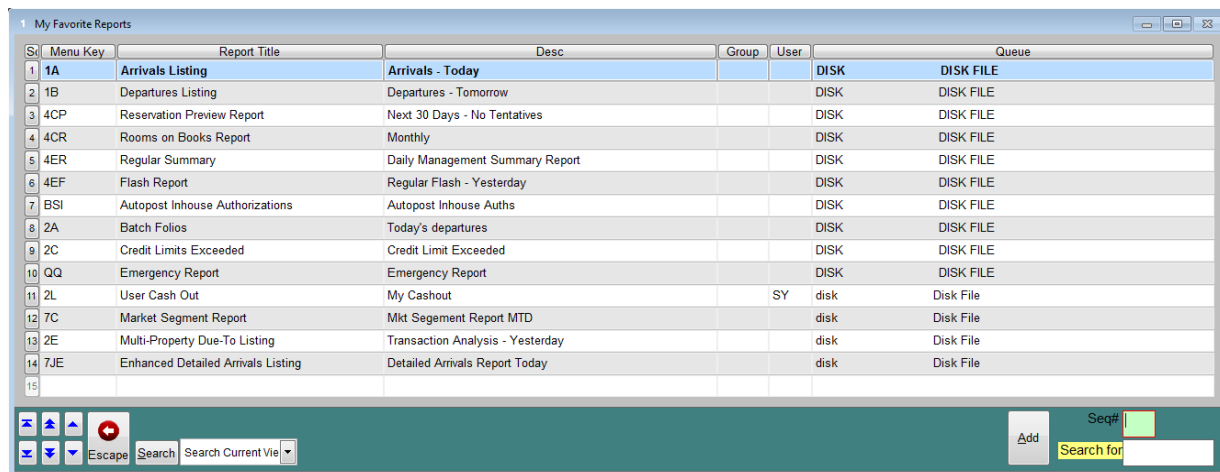 1 My Favorite Reports
Menu Key Report Title Desc Group User Queue
1 1A Arrivals Listing Arrivals - Today DISK DISK FILE
2 1B Departures Listing Departures - Tomorrow DISK DISK FILE
3 4CP Reservation Preview Report Next 30 Days - No Tentatives DISK DISK FILE
4 4CR Rooms on Books Report Monthly DISK DISK FILE
5 4ER Regular Summary Daily Management Summary Report DISK DISK FILE
6 4EF Flash Report Regular Flash - Yesterday DISK DISK FILE
7 BSI Autopost Inhouse Authorizations Autopost Inhouse Auths DISK DISK FILE
8 2A Batch Folios Today's departures DISK DISK FILE
9 2C Credit Limits Exceeded Credit Limit Exceeded DISK DISK FILE
10 QQ Emergency Report Emergency Report DISK DISK FILE
11 2L User Cash Out My Cashout SY disk Disk File
12 7C Market Segment Report Mkt Segement Report MTD disk Disk File
13 2E Multi-Property Due-To Listing Transaction Analysis - Yesterday disk Disk File
14 7JE Enhanced Detailed Arrivals Listing Detailed Arrivals Report Today disk Disk File
15
Escape Search Search Current Vie Add Seq#
Search for